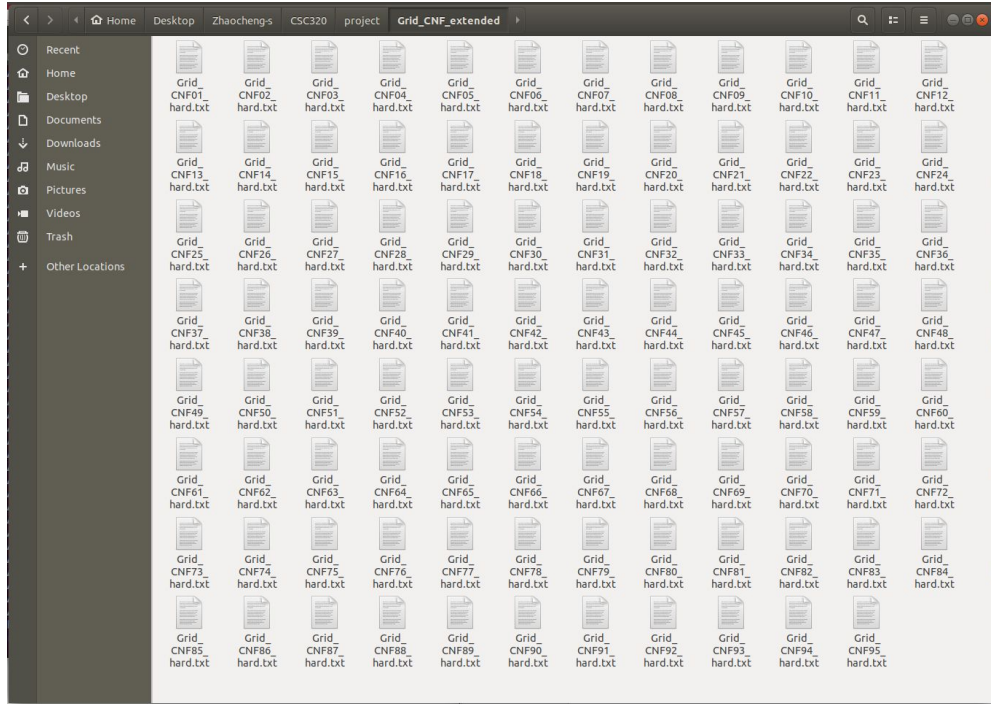 Home Desktop Zhaocheng-s CSC320 project Grid_CNF_extended
Recent
Home
Desktop
Documents
Downloads
Music
Pictures
Videos
Trash
+ Other Locations
Grid_ Grid_ Grid_ Grid_ Grid_ Grid_ Grid_ Grid_ Grid_ Grid_ Grid_ Grid_
CNF01_ CNF02_ CNF03_ CNF04_ CNF05_ CNF06_ CNF07_ CNF08_ CNF09_ CNF10_ CNF11_ CNF12_
hard.txt hard.txt hard.txt hard.txt hard.txt hard.txt hard.txt hard.txt hard.txt hard.txt hard.txt hard.txt
Grid_ Grid_ Grid_ Grid_ Grid_ Grid_ Grid_ Grid_ Grid_ Grid_ Grid_ Grid_
CNF13_ CNF14_ CNF15_ CNF16_ CNF17_ CNF18_ CNF19_ CNF20_ CNF21_ CNF22_ CNF23_ CNF24_
hard.txt hard.txt hard.txt hard.txt hard.txt hard.txt hard.txt hard.txt hard.txt hard.txt hard.txt hard.txt
Grid_ Grid_ Grid_ Grid_ Grid_ Grid_ Grid_ Grid_ Grid_ Grid_ Grid_ Grid_
CNF25_ CNF26_ CNF27_ CNF28_ CNF29_ CNF30_ CNF31_ CNF32_ CNF33_ CNF34_ CNF35_ CNF36_
hard.txt hard.txt hard.txt hard.txt hard.txt hard.txt hard.txt hard.txt hard.txt hard.txt hard.txt hard.txt
Grid_ Grid_ Grid_ Grid_ Grid_ Grid_ Grid_ Grid_ Grid_ Grid_ Grid_ Grid_
CNF37_ CNF38_ CNF39_ CNF40_ CNF41_ CNF42_ CNF43_ CNF44_ CNF45_ CNF46_ CNF47_ CNF48_
hard.txt hard.txt hard.txt hard.txt hard.txt hard.txt hard.txt hard.txt hard.txt hard.txt hard.txt hard.txt
Grid_ Grid_ Grid_ Grid_ Grid_ Grid_ Grid_ Grid_ Grid_ Grid_ Grid_ Grid_
CNF49_ CNF50_ CNF51_ CNF52_ CNF53_ CNF54_ CNF55_ CNF56_ CNF57_ CNF58_ CNF59_ CNF60_
hard.txt hard.txt hard.txt hard.txt hard.txt hard.txt hard.txt hard.txt hard.txt hard.txt hard.txt hard.txt
Grid_ Grid_ Grid_ Grid_ Grid_ Grid_ Grid_ Grid_ Grid_ Grid_ Grid_ Grid_
CNF61_ CNF62_ CNF63_ CNF64_ CNF65_ CNF66_ CNF67_ CNF68_ CNF69_ CNF70_ CNF71_ CNF72_
hard.txt hard.txt hard.txt hard.txt hard.txt hard.txt hard.txt hard.txt hard.txt hard.txt hard.txt hard.txt
Grid_ Grid_ Grid_ Grid_ Grid_ Grid_ Grid_ Grid_ Grid_ Grid_ Grid_ Grid_
CNF73_ CNF74_ CNF75_ CNF76_ CNF77_ CNF78_ CNF79_ CNF80_ CNF81_ CNF82_ CNF83_ CNF84_
hard.txt hard.txt hard.txt hard.txt hard.txt hard.txt hard.txt hard.txt hard.txt hard.txt hard.txt hard.txt
Grid_ Grid_ Grid_ Grid_ Grid_ Grid_ Grid_ Grid_ Grid_ Grid_ Grid_
CNF85_ CNF86_ CNF87_ CNF88_ CNF89_ CNF90_ CNF91_ CNF92_ CNF93_ CNF94_ CNF95_
hard.txt hard.txt hard.txt hard.txt hard.txt hard.txt hard.txt hard.txt hard.txt hard.txt hard.txt